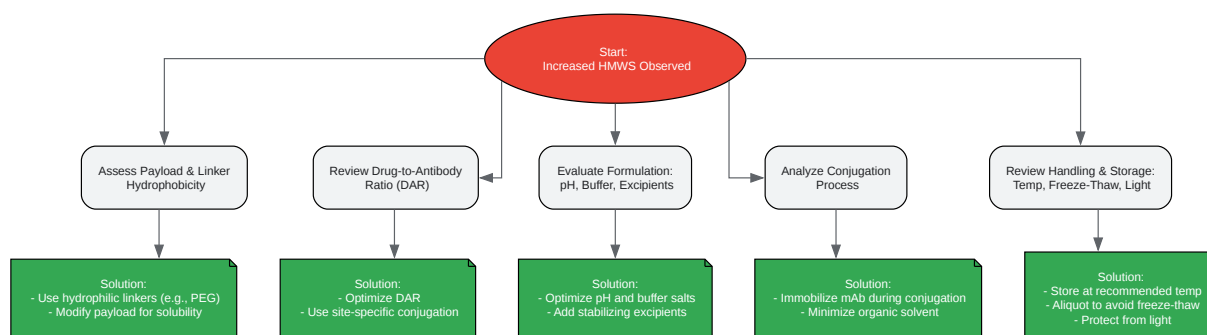 Start:
Increased HMWS Observed
Assess Payload & Linker
Hydrophobicity
Review Drug-to-Antibody
Ratio (DAR)
Evaluate Formulation:
pH, Buffer, Excipients
Analyze Conjugation
Process
Review Handling & Storage:
Temp, Freeze-Thaw, Light
Solution:
- Use hydrophilic linkers (e.g., PEG)
- Modify payload for solubility
Solution:
- Optimize DAR
- Use site-specific conjugation
Solution:
- Optimize pH and buffer salts
- Add stabilizing excipients
Solution:
- Immobilize mAb during conjugation
- Minimize organic solvent
Solution:
- Store at recommended temp
- Aliquot to avoid freeze-thaw
- Protect from light